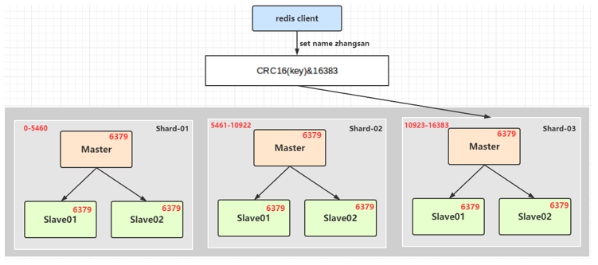 redis client
set name zhangsan
CRC16(key)&16383
0-5460
Shard-01
6379
Master
6379
Slave01
6379
Slave02
5461-10922
Shard-02
6379
Master
6379
Slave01
6379
Slave02
10923-16383
Shard-03
6379
Master
6379
Slave01
6379
Slave02